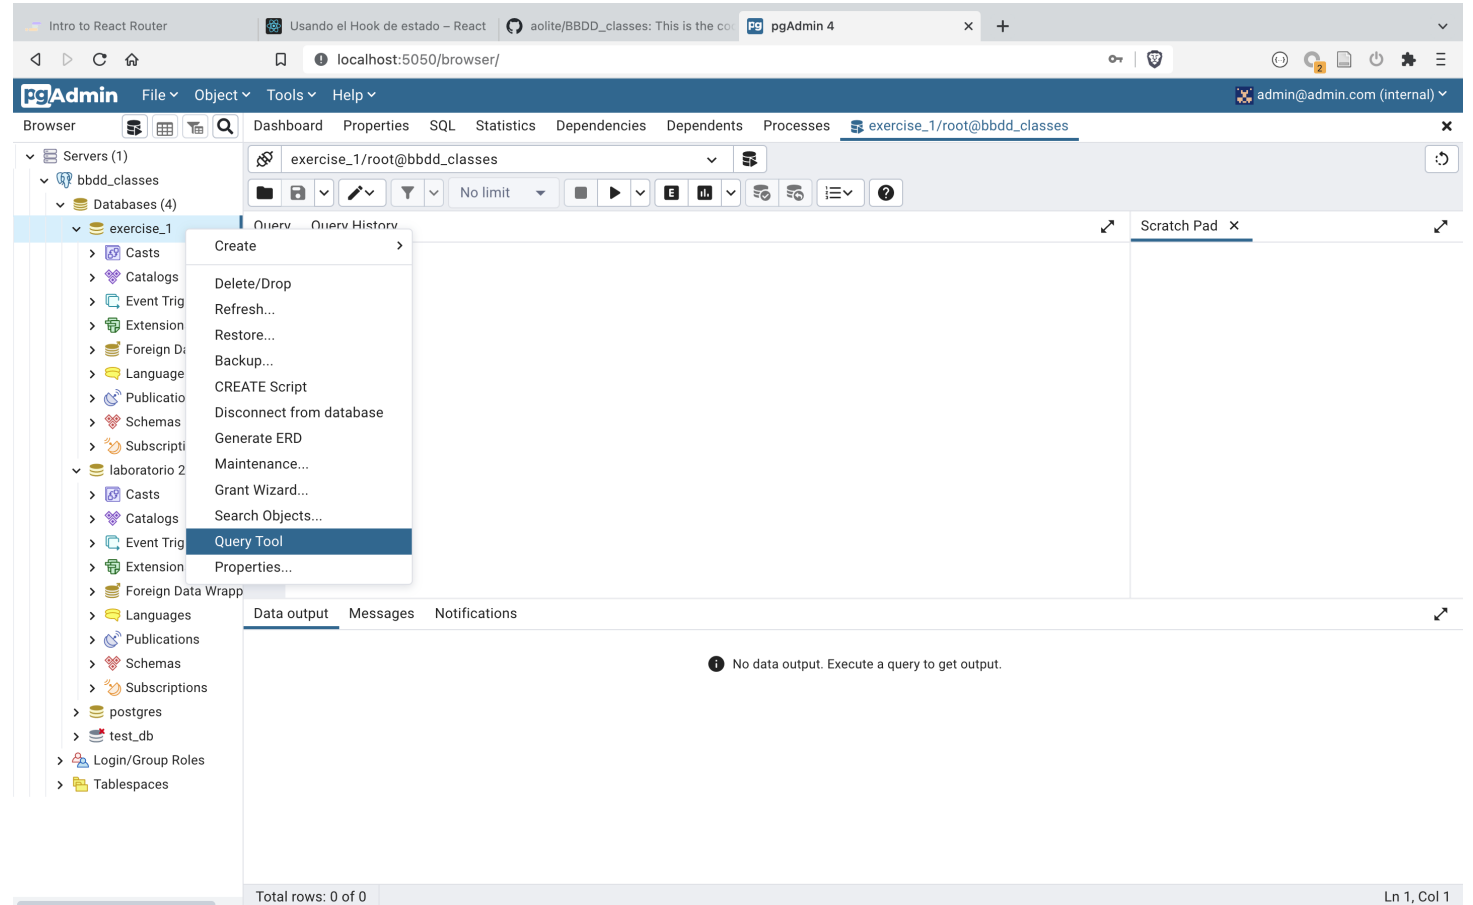 Intro to React Router
Usando el Hook de estado – React
aolite/BBDD_classes: This is the co
pgAdmin 4
localhost:5050/browser/
2
pgAdmin File Object Tools Help
admin@admin.com (internal)
Browser
Dashboard Properties SQL Statistics Dependencies Dependents Processes exercise_1/root@bbdd_classes
Servers (1)
bbdd_classes
Databases (4)
exercise_1
Casts
Catalogs
Event Trig
Extension
Foreign Da
Language
Publicatio
Schemas
Subscripti
laboratorio 2
Casts
Catalogs
Event Trig
Extension
Foreign Data Wrapp
Languages
Publications
Schemas
Subscriptions
postgres
test_db
Login/Group Roles
Tablespaces
exercise_1/root@bbdd_classes
No limit
E
Query Query History
Scratch Pad
Create
Delete/Drop
Refresh...
Restore...
Backup...
CREATE Script
Disconnect from database
Generate ERD
Maintenance...
Grant Wizard...
Search Objects...
Query Tool
Properties...
Data output Messages Notifications
No data output. Execute a query to get output.
Total rows: 0 of 0
Ln 1, Col 1